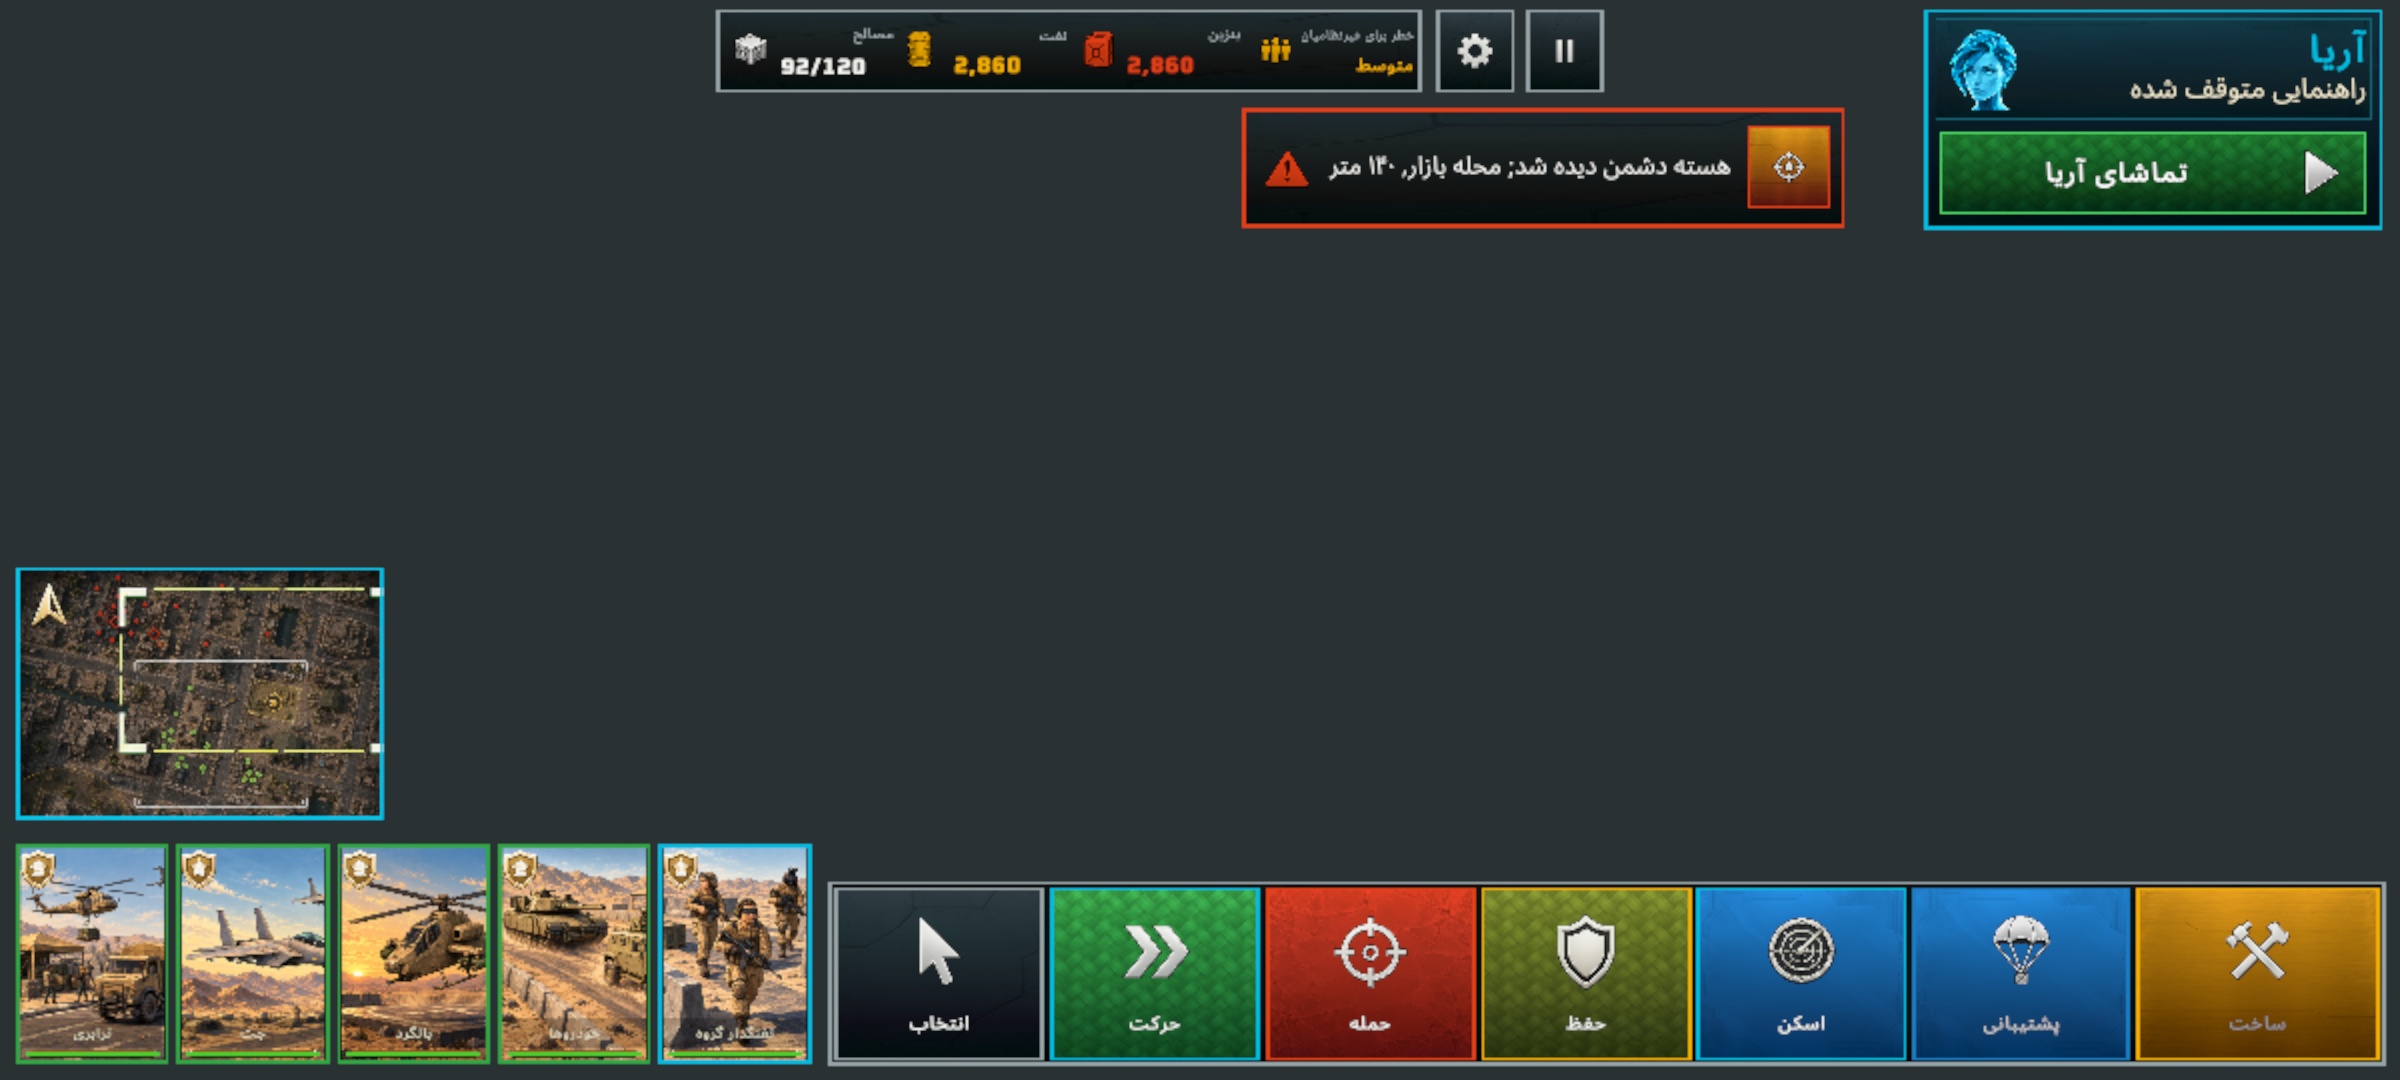 مصالح
92/120
نفت
2,860
بنزین
2,860
خطر برای غیرنظامیان
متوسط
آریا
راهنمایی متوقف شده
تماشای آریا
هسته دشمن دیده شد; محله بازار, ۱۴۰ متر
ترابری
جت
بالگرد
خودروها
تفنگدار گروه
انتخاب
حرکت
حمله
حفظ
اسکن
پشتیبانی
ساخت